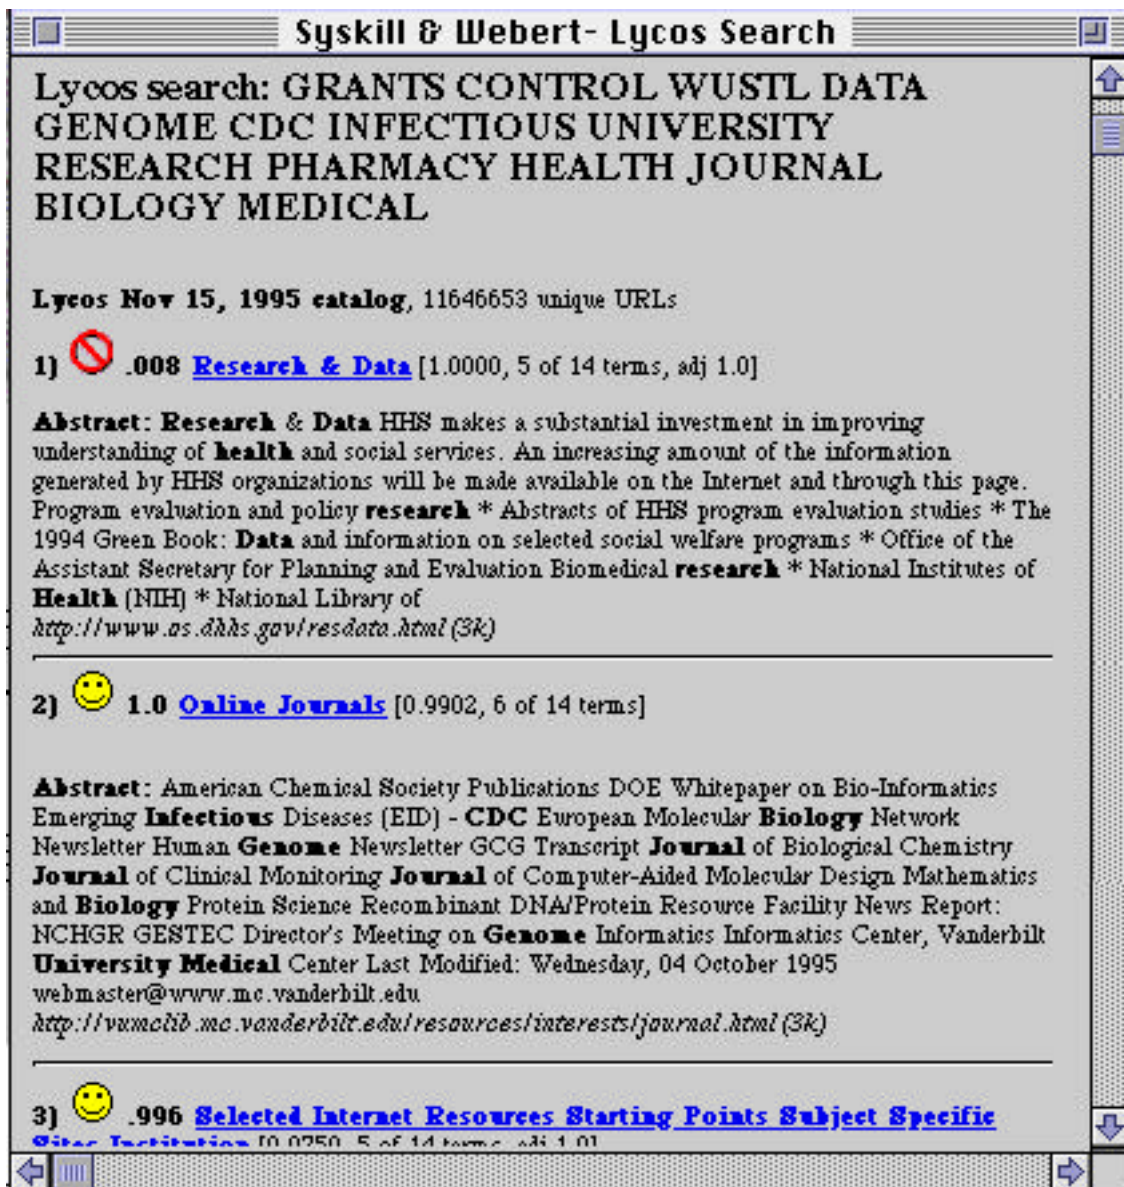 Syskill & Webert- Lycos Search
Lycos search: GRANTS CONTROL WUSTL DATA
GENOME CDC INFECTIOUS UNIVERSITY
RESEARCH PHARMACY HEALTH JOURNAL
BIOLOGY MEDICAL
Lycos Nov 15, 1995 catalog, 11646653 unique URLs
1) .008 Research & Data [1.0000, 5 of 14 terms, adj 1.0]
Abstract: Research & Data HHS makes a substantial investment in improving
understanding of health and social services. An increasing amount of the information
generated by HHS organizations will be made available on the Internet and through this page.
Program evaluation and policy research * Abstracts of HHS program evaluation studies * The
1994 Green Book: Data and information on selected social welfare programs * Office of the
Assistant Secretary for Planning and Evaluation Biomedical research * National Institutes of
Health (NIH) * National Library of
http://www.os.dhhs.gov/resdata.html (3k)
2) 1.0 Online Journals [0.9902, 6 of 14 terms]
Abstract: American Chemical Society Publications DOE Whitepaper on Bio-Informatics
Emerging Infectious Diseases (EID) - CDC European Molecular Biology Network
Newsletter Human Genome Newsletter GCG Transcript Journal of Biological Chemistry
Journal of Clinical Monitoring Journal of Computer-Aided Molecular Design Mathematics
and Biology Protein Science Recombinant DNA/Protein Resource Facility News Report:
NCHGR GESTEC Director's Meeting on Genome Informatics Informatics Center, Vanderbilt
University Medical Center Last Modified: Wednesday, 04 October 1995
webmaster@www.mc.vanderbilt.edu
http://vumclib.mc.vanderbilt.edu/resources/interests/journal.html (3k)
3) .996 Selected Internet Resources Starting Points Subject Specific
Sites Institution [0.9750, 5 of 14 terms, adj 1.0]